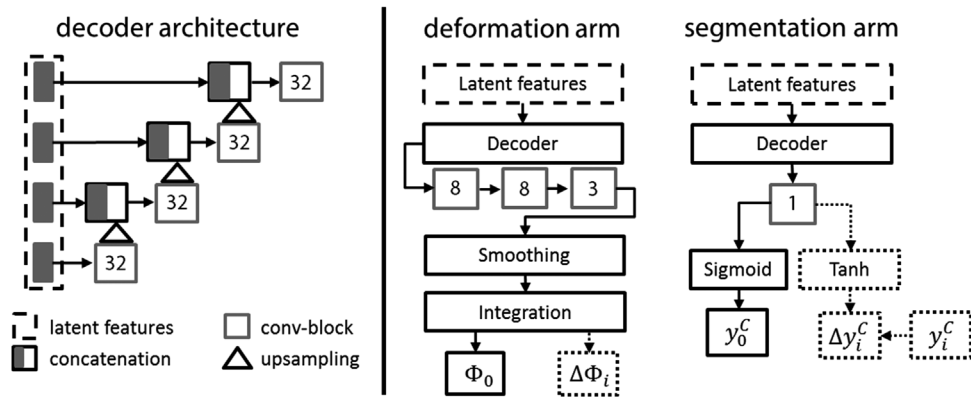 decoder architecture
32
32
32
32
latent features
conv-block
concatenation
upsampling
deformation arm
Latent features
Decoder
8 8 3
Smoothing
Integration
Φ₀ ΔΦᵢ
segmentation arm
Latent features
Decoder
1
Sigmoid Tanh
y₀ᶜ Δyᵢᶜ yᵢᶜ